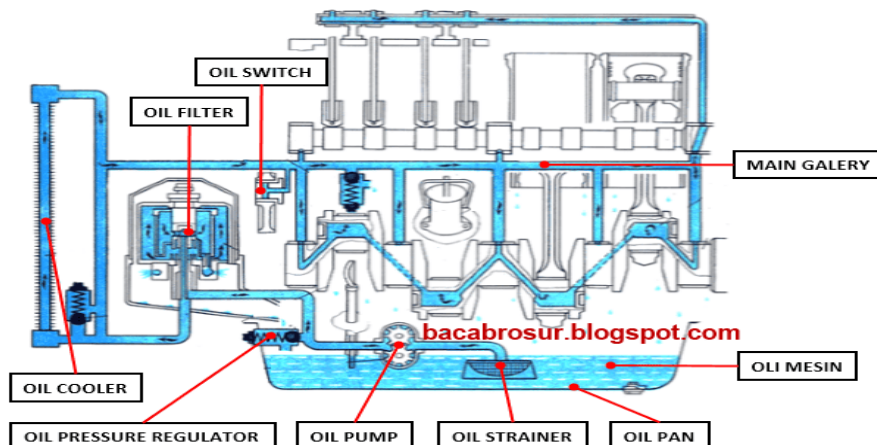 OIL SWITCH
OIL FILTER
MAIN GALERY
bacabrosur.blogspot.com
OLI MESIN
OIL COOLER
OIL PRESSURE REGULATOR
OIL PUMP
OIL STRAINER
OIL PAN